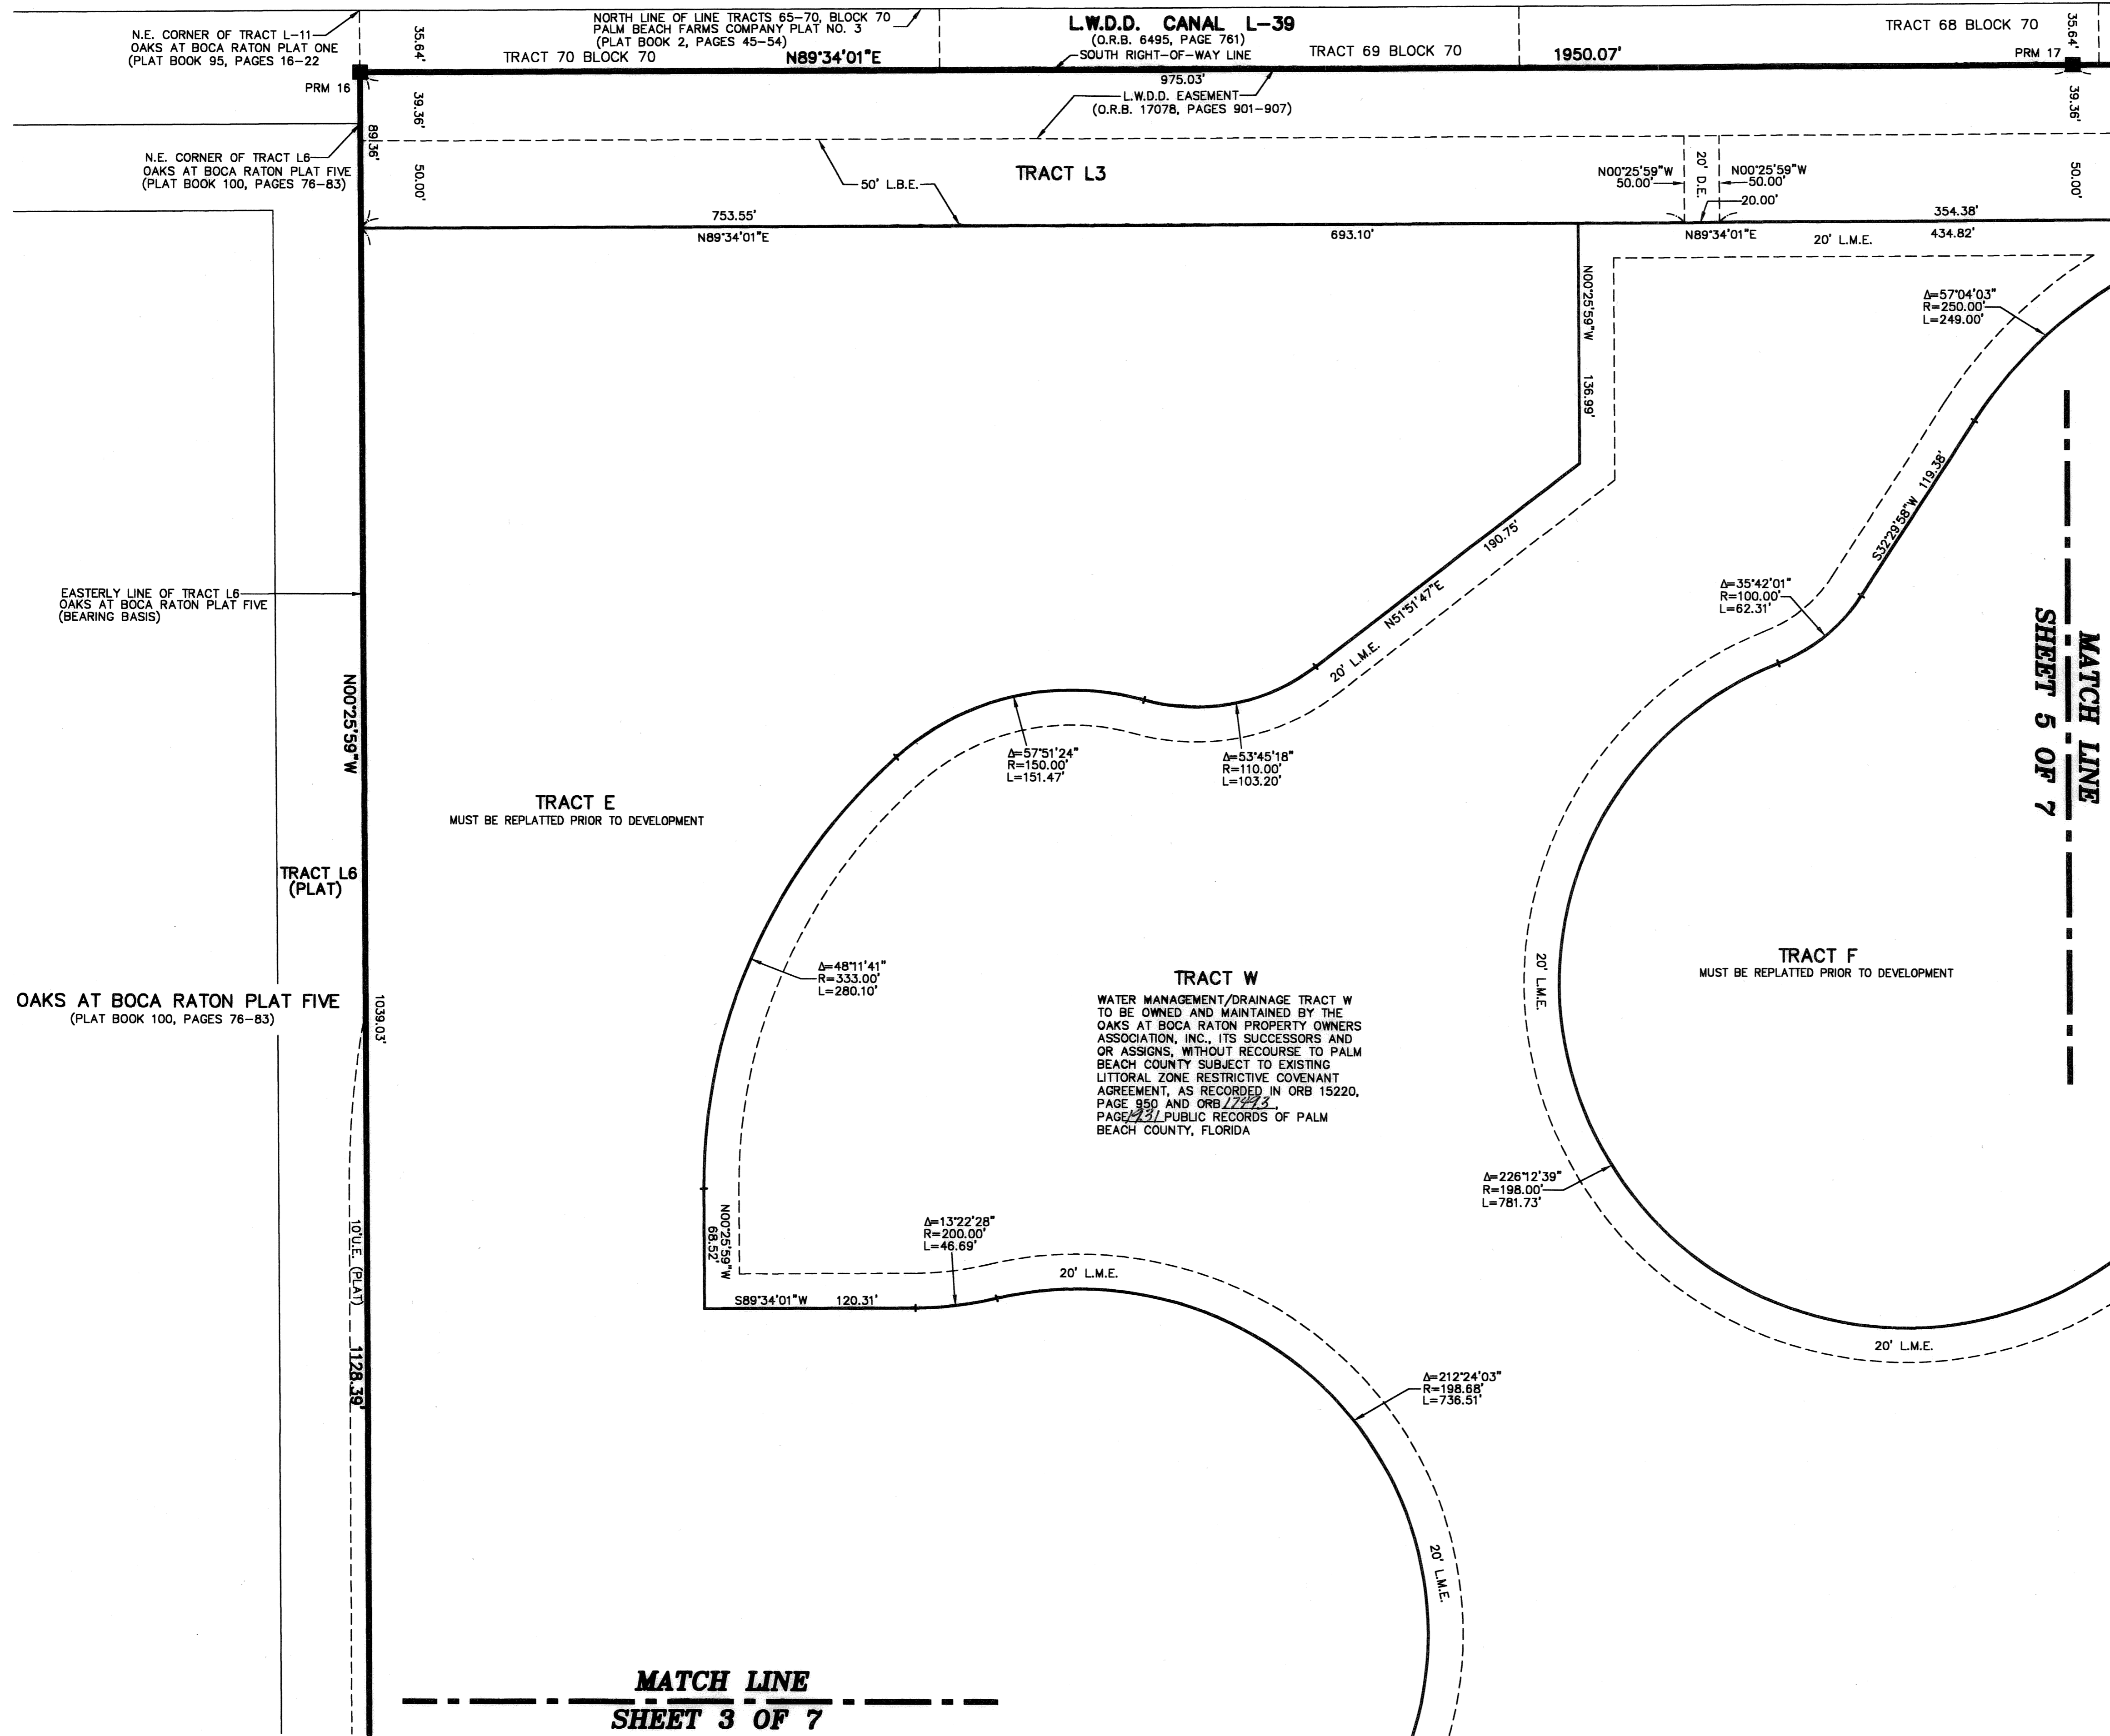 N.E. CORNER OF TRACT L-11
OAKS AT BOCA RATON PLAT ONE
(PLAT BOOK 95, PAGES 16-22
35.64'
NORTH LINE OF LINE TRACTS 65-70, BLOCK 70
PALM BEACH FARMS COMPANY PLAT NO. 3
(PLAT BOOK 2, PAGES 45-54)
TRACT 70 BLOCK 70
N89°34'01"E
L.W.D.D. CANAL L-39
(O.R.B. 6495, PAGE 761)
SOUTH RIGHT-OF-WAY LINE
TRACT 69 BLOCK 70
1950.07'
TRACT 68 BLOCK 70
PRM 17
35.64'
PRM 16
975.03'
L.W.D.D. EASEMENT
(O.R.B. 17078, PAGES 901-907)
39.36'
39.36'
89.36'
N.E. CORNER OF TRACT L6
OAKS AT BOCA RATON PLAT FIVE
(PLAT BOOK 100, PAGES 76-83)
50.00'
50' L.B.E.
TRACT L3
N00°25'59"W
50.00'
20' D.E.
N00°25'59"W
50.00'
20.00'
50.00'
753.55'
354.38'
N89°34'01"E
693.10'
N89°34'01"E
20' L.M.E.
434.82'
N00°25'59"W 136.99'
Δ=57°04'03"
R=250.00'
L=249.00'
S32°29'58"W 119.38'
190.75'
N51°51'47"E
20' L.M.E.
Δ=35°42'01"
R=100.00'
L=62.31'
EASTERLY LINE OF TRACT L6
OAKS AT BOCA RATON PLAT FIVE
(BEARING BASIS)
MATCH LINE
SHEET 5 OF 7
N00°25'59"W
Δ=57°51'24"
R=150.00'
L=151.47'
Δ=53°45'18"
R=110.00'
L=103.20'
TRACT E
MUST BE REPLATTED PRIOR TO DEVELOPMENT
TRACT L6
(PLAT)
Δ=48°11'41"
R=333.00'
L=280.10'
TRACT F
MUST BE REPLATTED PRIOR TO DEVELOPMENT
20' L.M.E.
OAKS AT BOCA RATON PLAT FIVE
(PLAT BOOK 100, PAGES 76-83)
1039.03'
TRACT W
WATER MANAGEMENT/DRAINAGE TRACT W
TO BE OWNED AND MAINTAINED BY THE
OAKS AT BOCA RATON PROPERTY OWNERS
ASSOCIATION, INC., ITS SUCCESSORS AND
OR ASSIGNS, WITHOUT RECOURSE TO PALM
BEACH COUNTY SUBJECT TO EXISTING
LITTORAL ZONE RESTRICTIVE COVENANT
AGREEMENT, AS RECORDED IN ORB 15220,
PAGE 950 AND ORB 17493,
PAGE 1931 PUBLIC RECORDS OF PALM
BEACH COUNTY, FLORIDA
Δ=226°12'39"
R=198.00'
L=781.73'
N00°25'59"W
68.52'
Δ=13°22'28"
R=200.00'
L=46.69'
20' L.M.E.
10'U.E. (PLAT)
S89°34'01"W 120.31'
20' L.M.E.
1128.39'
Δ=212°24'03"
R=198.68'
L=736.51'
20' L.M.E.
MATCH LINE
SHEET 3 OF 7